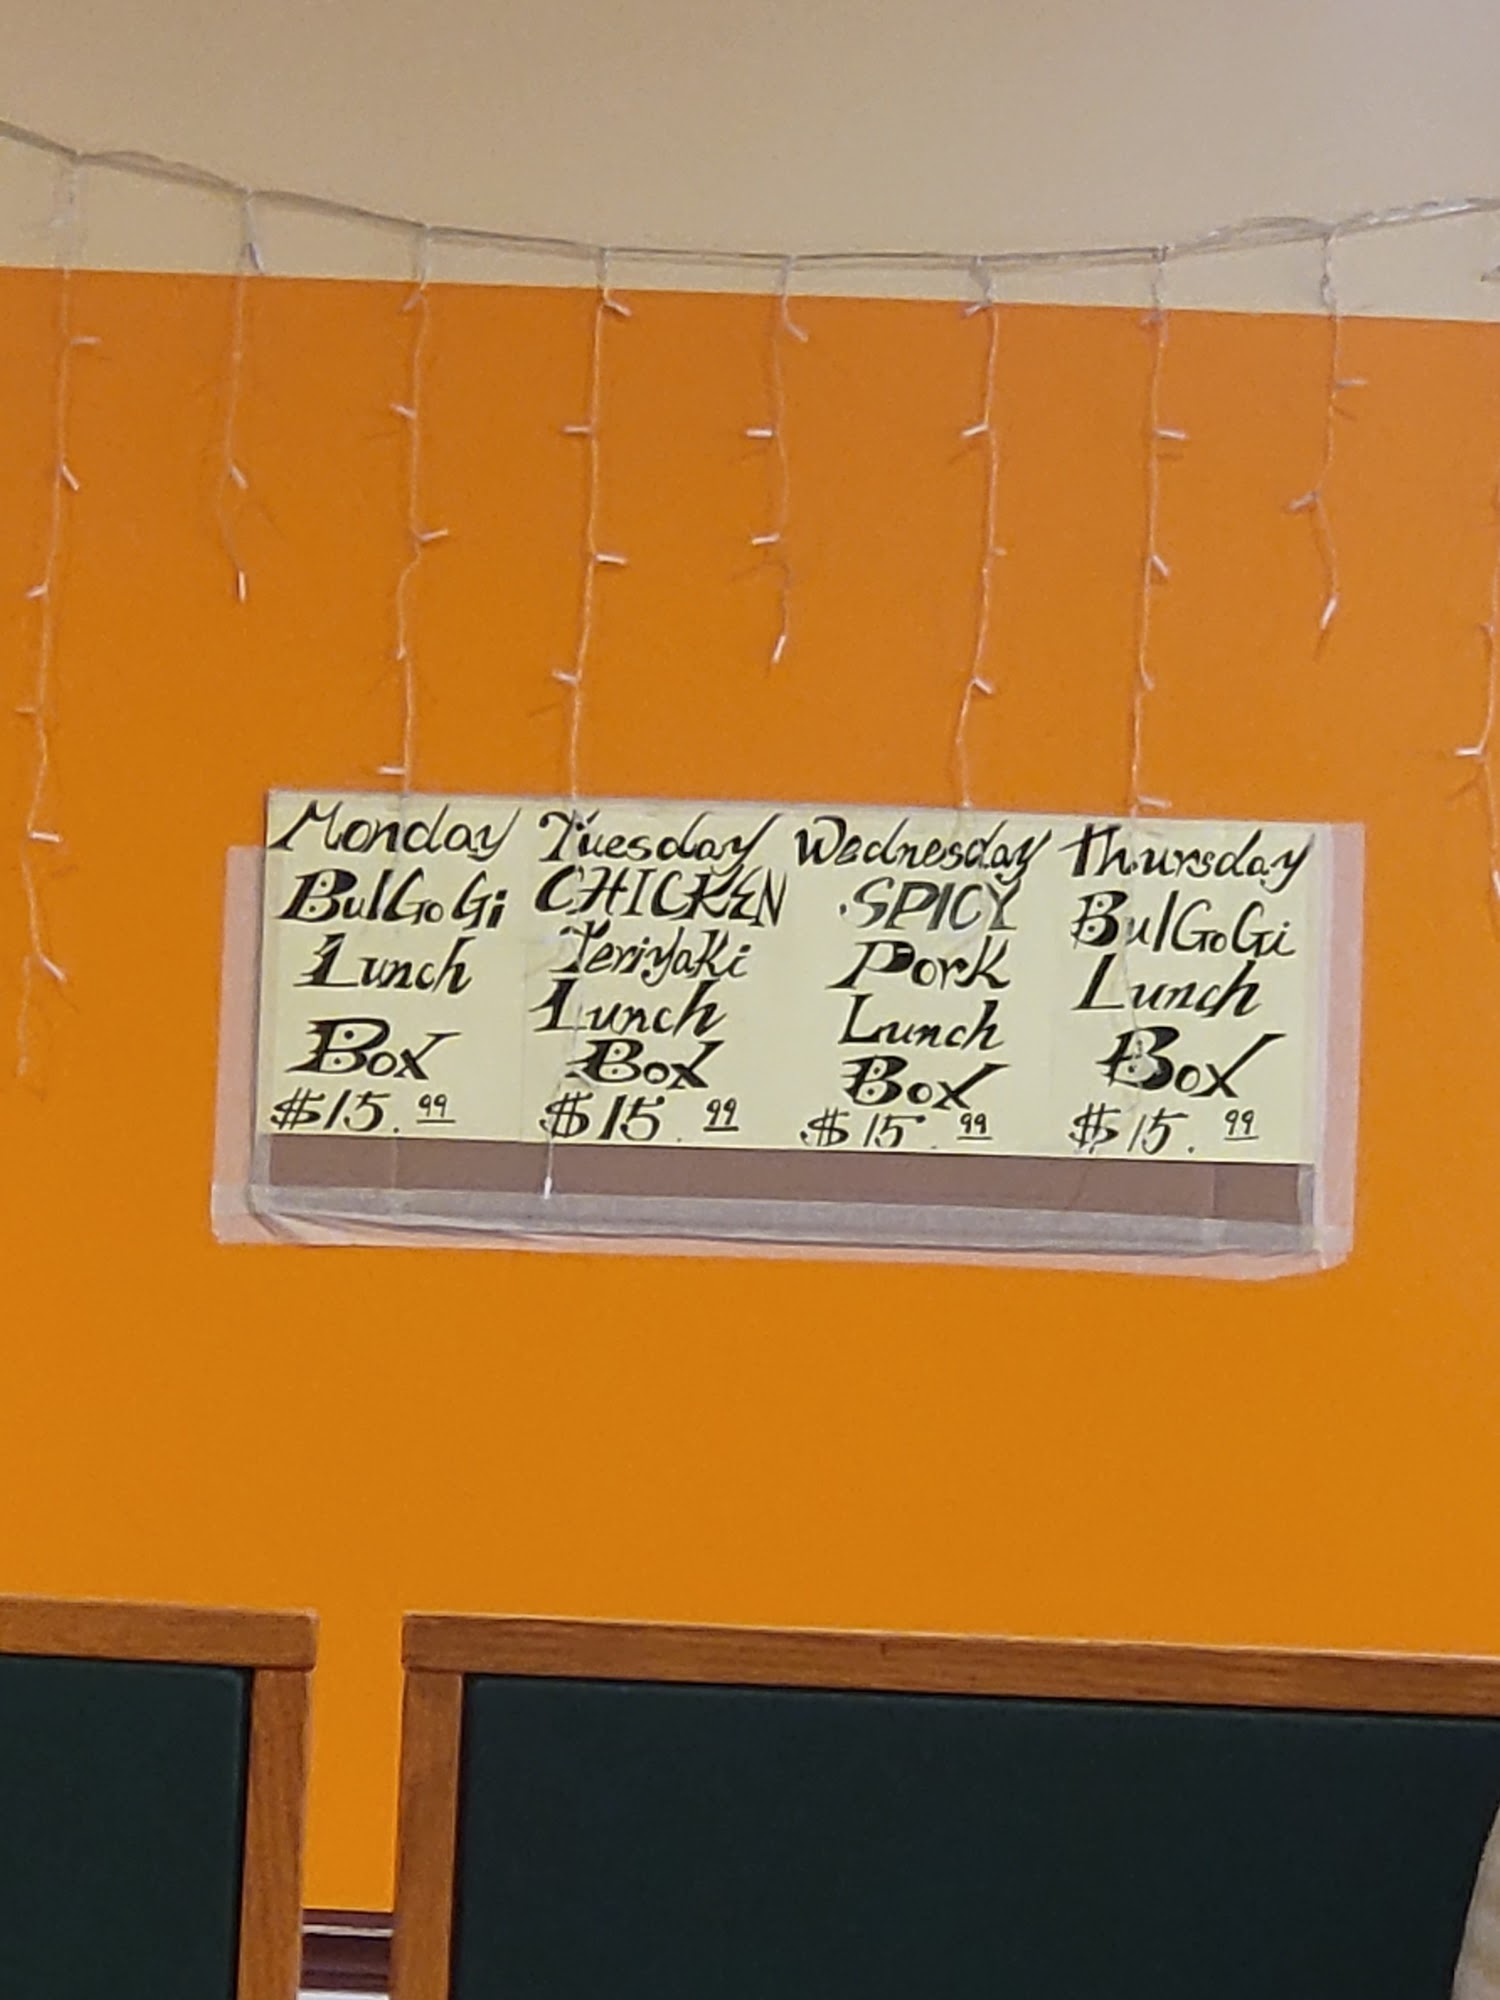 Monday
BulGoGi
Lunch
Box
$15.99
Tuesday
CHICKEN
Teriyaki
Lunch
Box
$15.99
Wednesday
SPICY
Pork
Lunch
Box
$15.99
Thursday
BulGoGi
Lunch
Box
$15.99